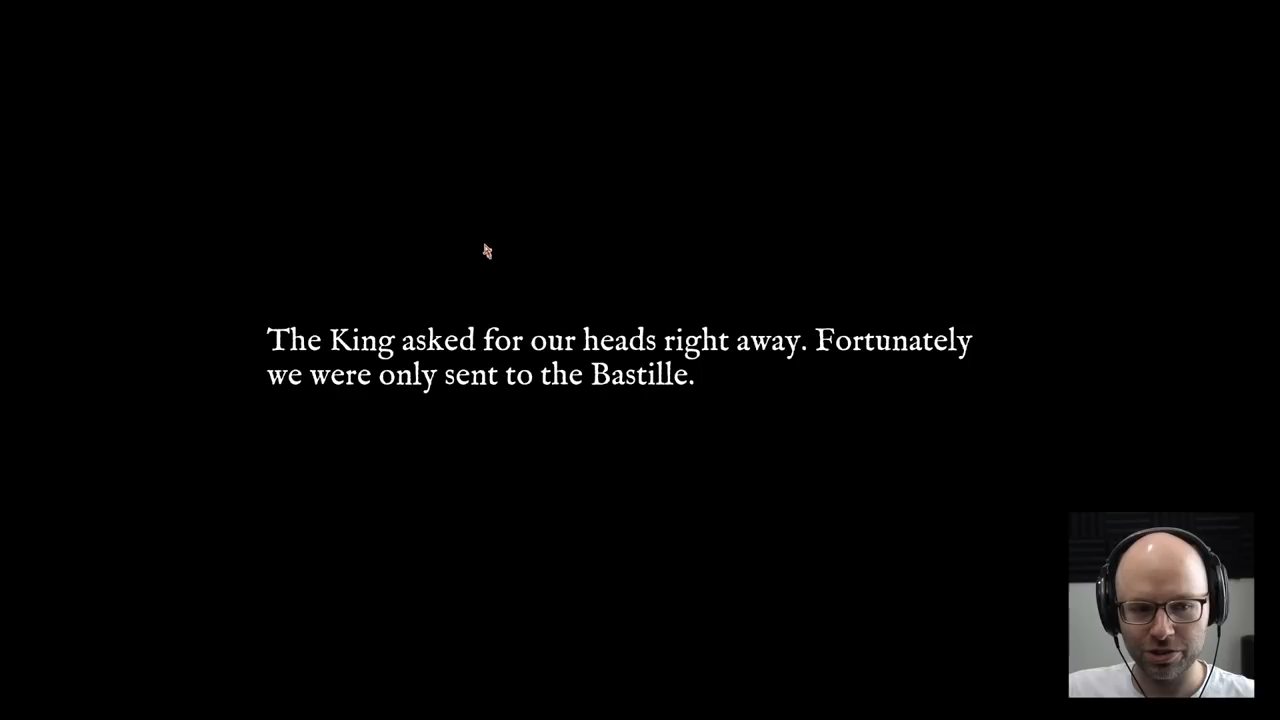 The King asked for our heads right away. Fortunately
we were only sent to the Bastille.